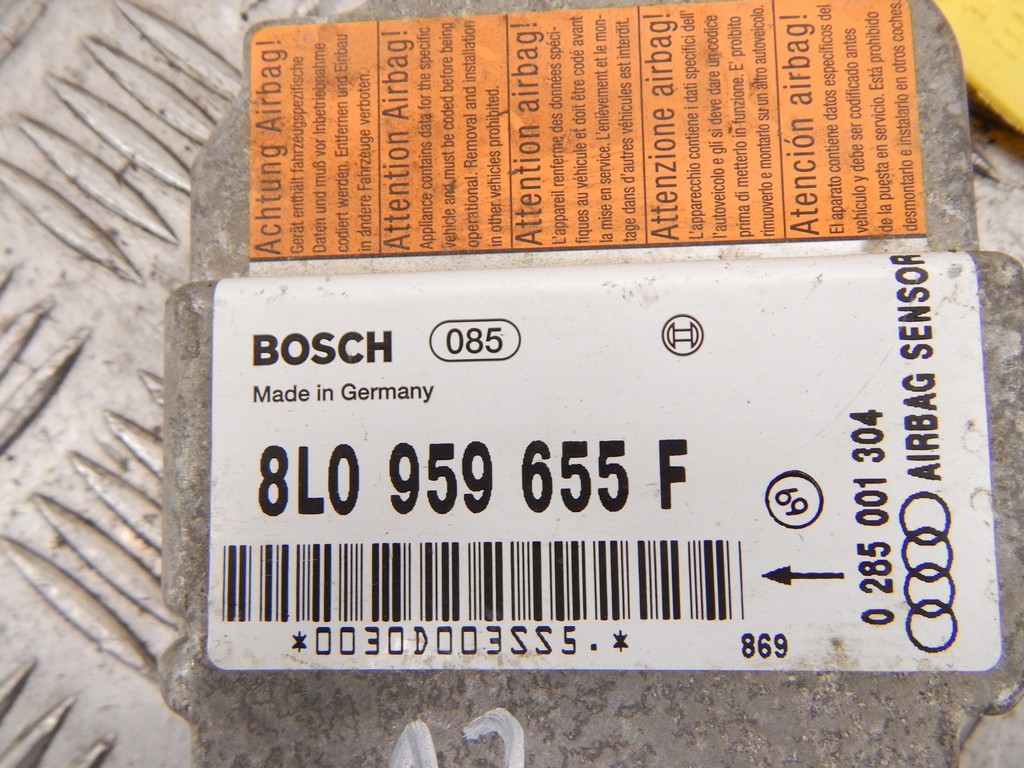 Achtung Airbag!
Gerät enthält fahrzeugspezifische
Daten und muß vor Inbetriebnahme
codiert werden. Entfernen und Einbau
in andere Fahrzeuge verboten.
Attention Airbag!
Appliance contains data for the specific
vehicle and must be coded before being
operational. Removal and installation
in other vehicles prohibited.
Attention airbag!
L'appareil renferme des données spéci-
fiques au véhicule et doit être codé avant
la mise en service. L'enlèvement et le mon-
tage dans d'autres véhicules est interdit.
Attenzione airbag!
L'apparecchio contiene i dati specifici dell'
l'autoveicolo e gli si deve dare un codice
prima di metterlo in funzione. E' proibito
rimuoverlo e montarlo su un altro autoveicolo.
Atención airbag!
El aparato contiene datos específicos del
vehículo y debe ser codificado antes
de la puesta en servicio. Está prohibido
desmontarlo e instalarlo en otros coches.
BOSCH 085
Made in Germany
8L0 959 655 F
69
869
0 285 001 304
AIRBAG SENSOR